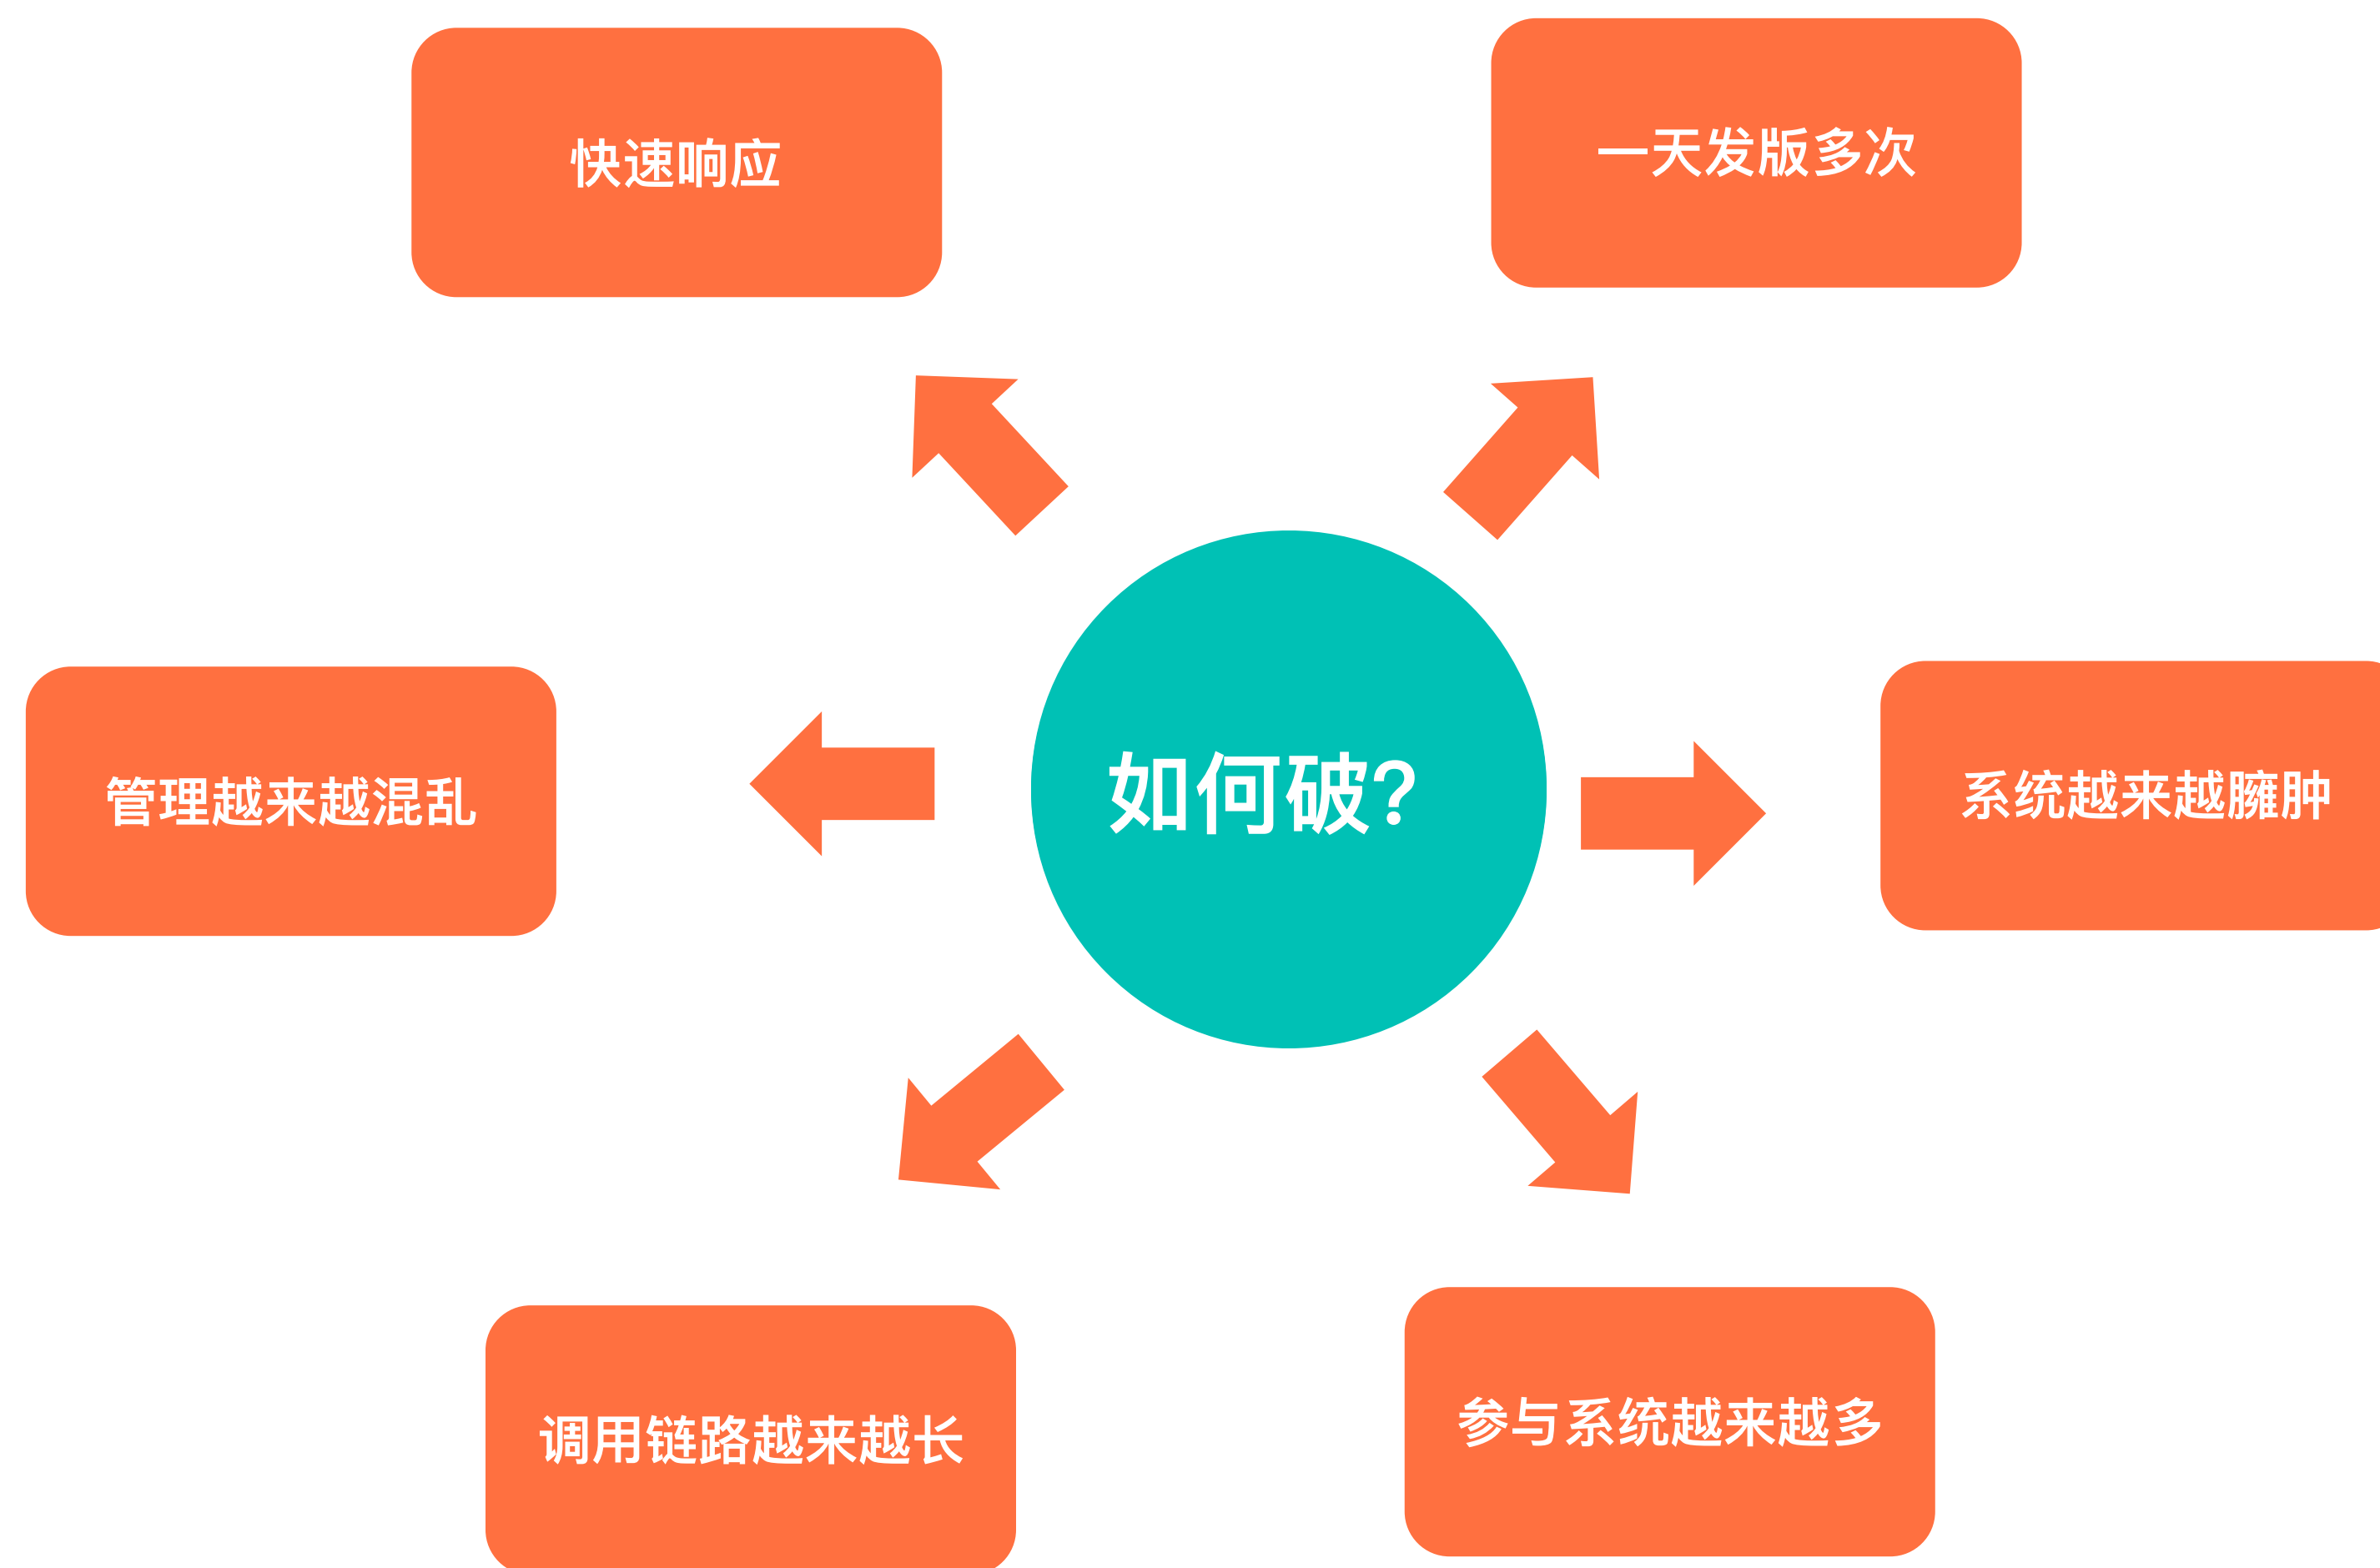 快速响应
一天发版多次
如何破?
管理越来越混乱
系统越来越臃肿
调用链路越来越长
参与系统越来越多